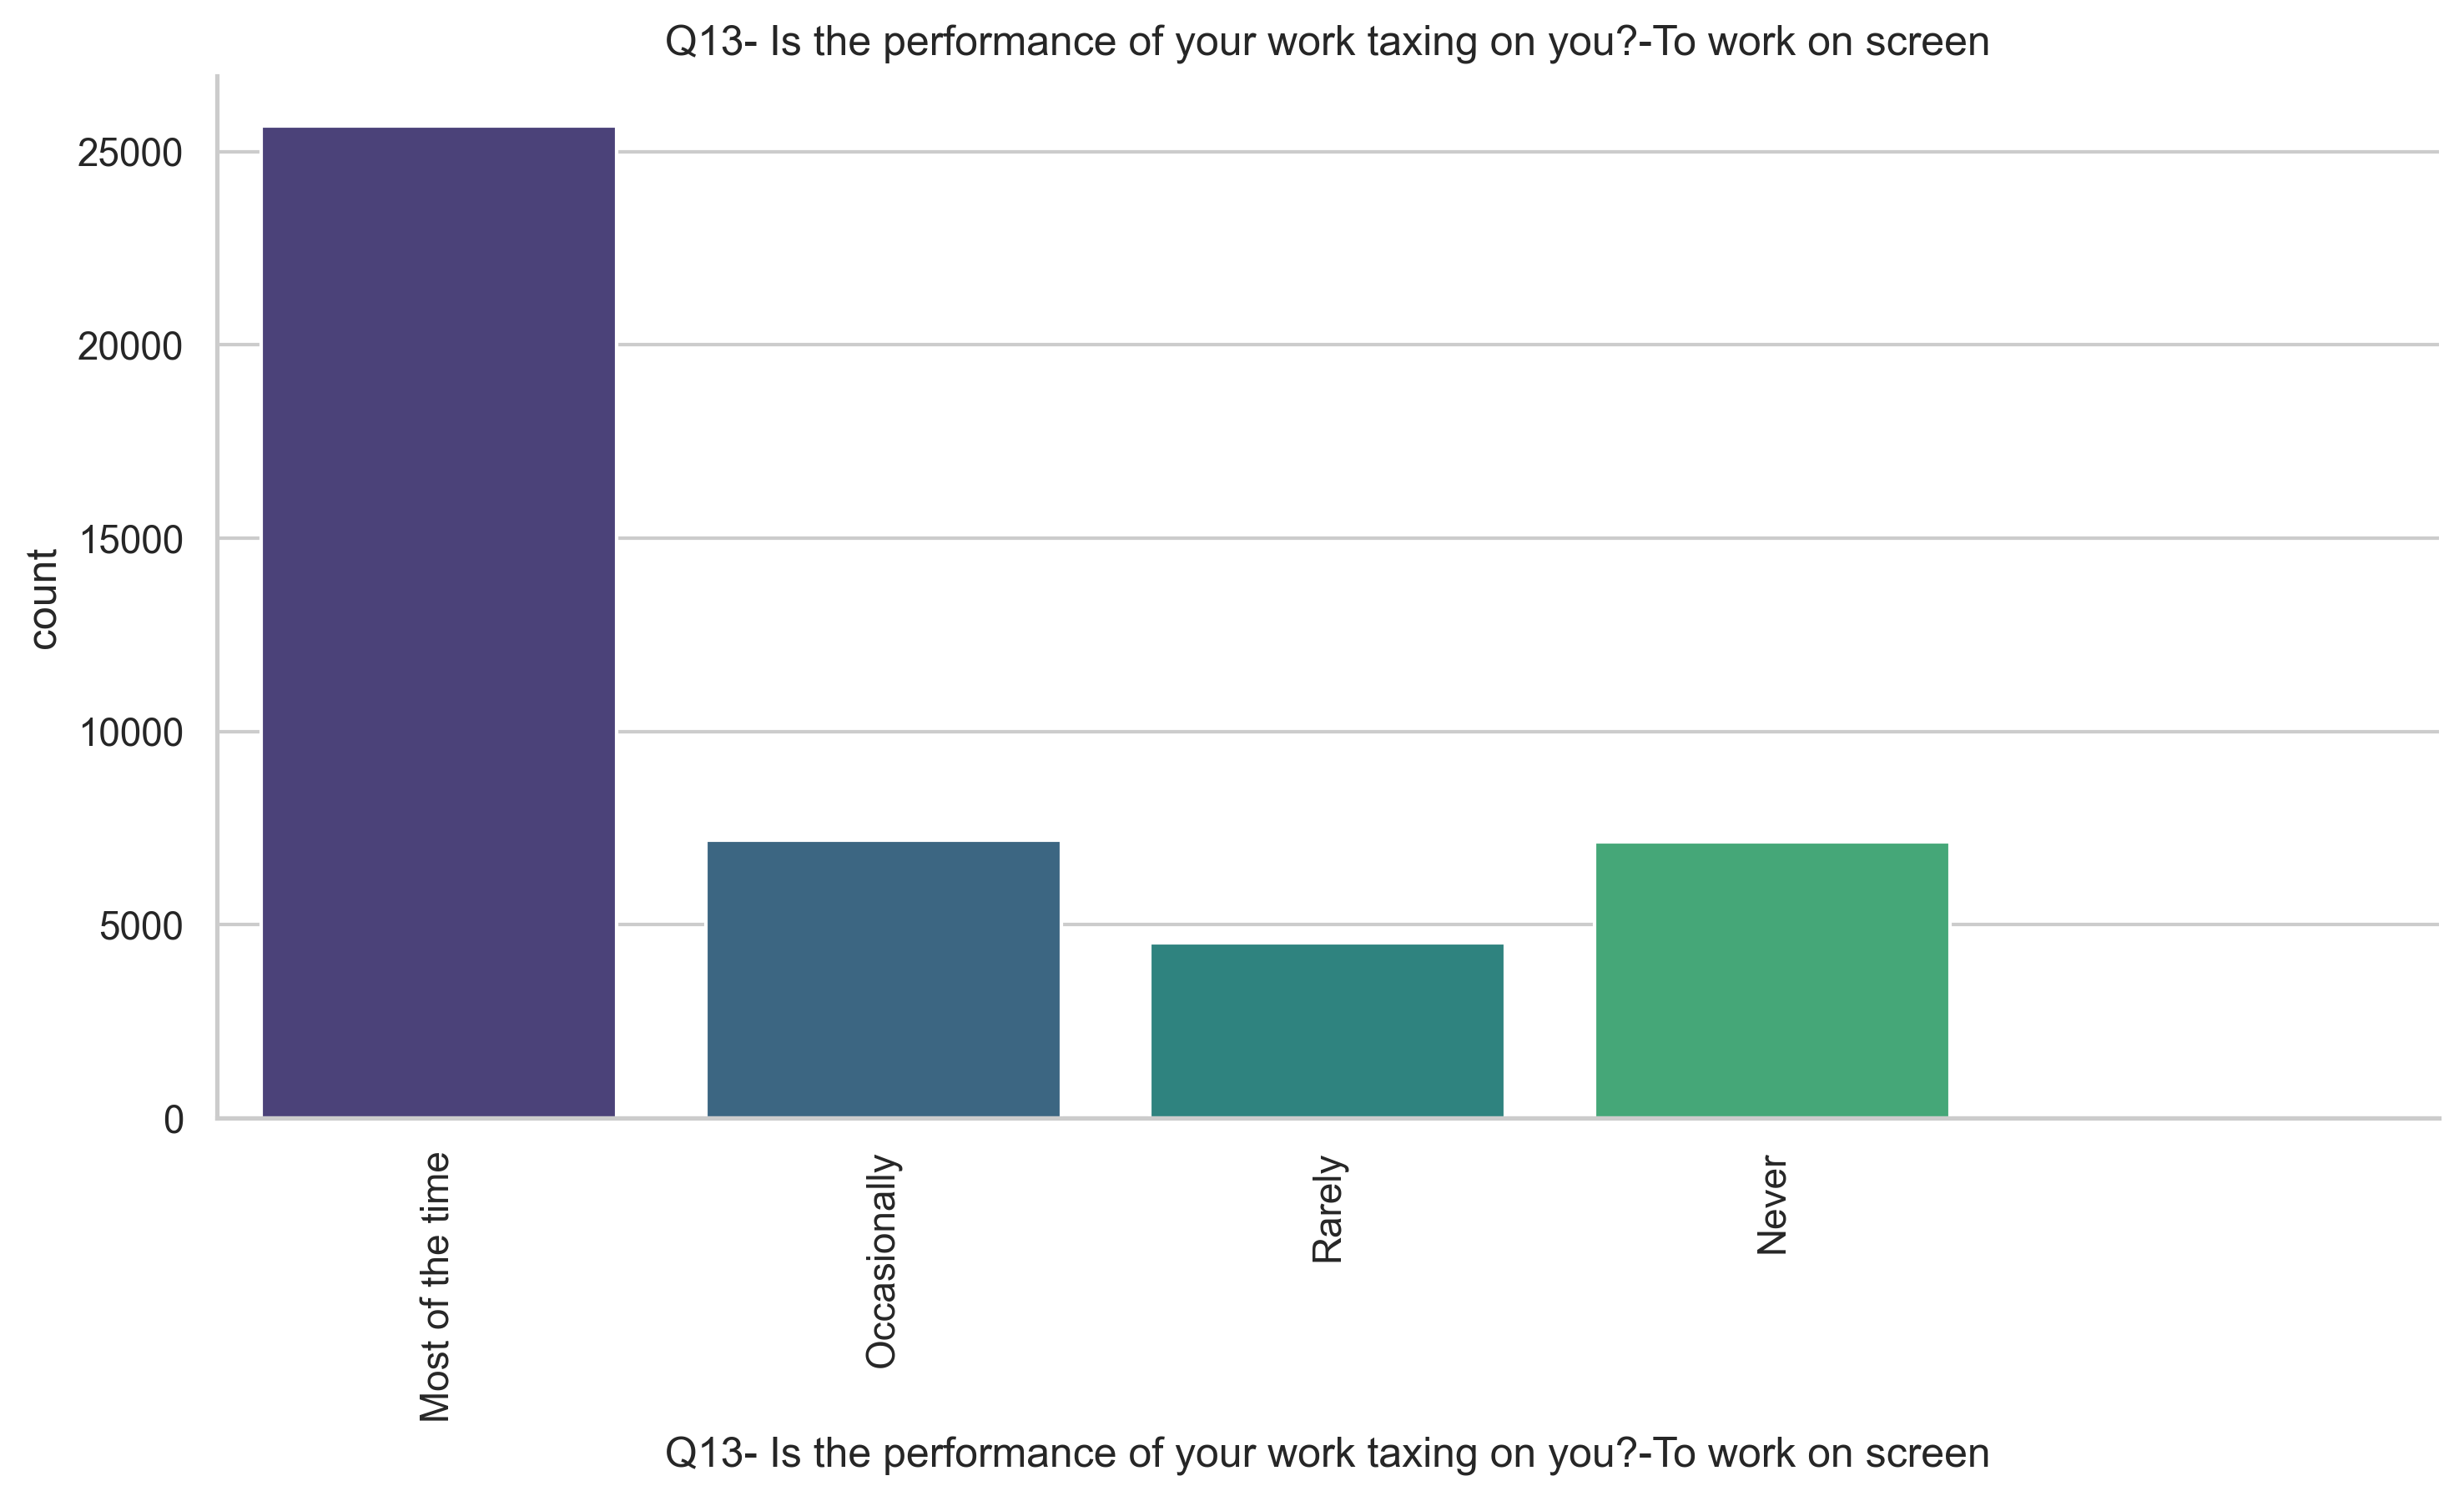 Q13- Is the performance of your work taxing on you?-To work on screen
25000
20000
15000
10000
5000
0
count
Most of the time
Occasionally
Rarely
Never
Q13- Is the performance of your work taxing on you?-To work on screen